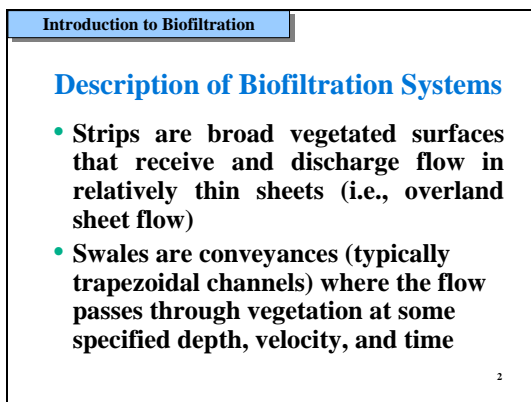 Introduction to Biofiltration
Description of Biofiltration Systems
• Strips are broad vegetated surfaces
that receive and discharge flow in
relatively thin sheets (i.e., overland
sheet flow)
• Swales are conveyances (typically
trapezoidal channels) where the flow
passes through vegetation at some
specified depth, velocity, and time
2